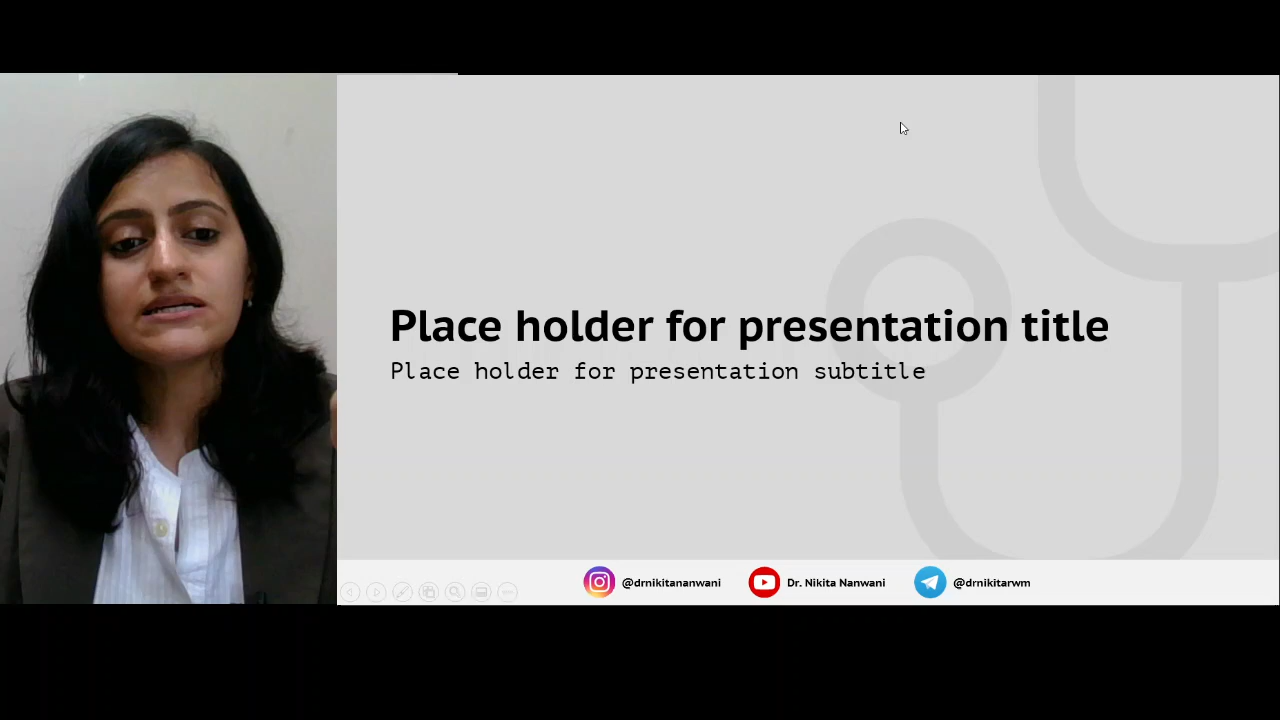 Place holder for presentation title
Place holder for presentation subtitle
@drnikitananwani Dr. Nikita Nanwani @drnikitarwm